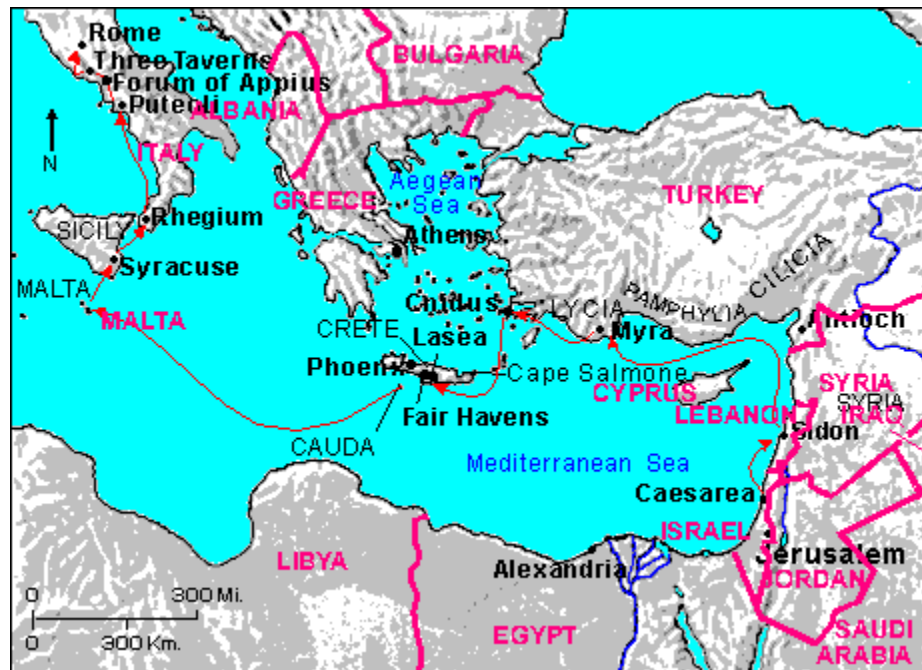 Rome
Three Taverns
Forum of Appius
Puteoli
BULGARIA
ALBANIA
N
ITALY
GREECE
Aegean
Sea
TURKEY
Athens
SICILY
Rhegium
Syracuse
MALTA
MALTA
Cnidus
LYCIA
PAMPHYLIA
CILICIA
Antioch
Myra
CRETE
Lasea
Phoenix
Cape Salmone
Fair Havens
CYPRUS
LEBANON
SYRIA
SYRIA
IRAQ
Sidon
CAUDA
Mediterranean Sea
Caesarea
ISRAEL
Jerusalem
JORDAN
LIBYA
Alexandria
EGYPT
SAUDI
ARABIA
0 300 Mi.
0 300 Km.